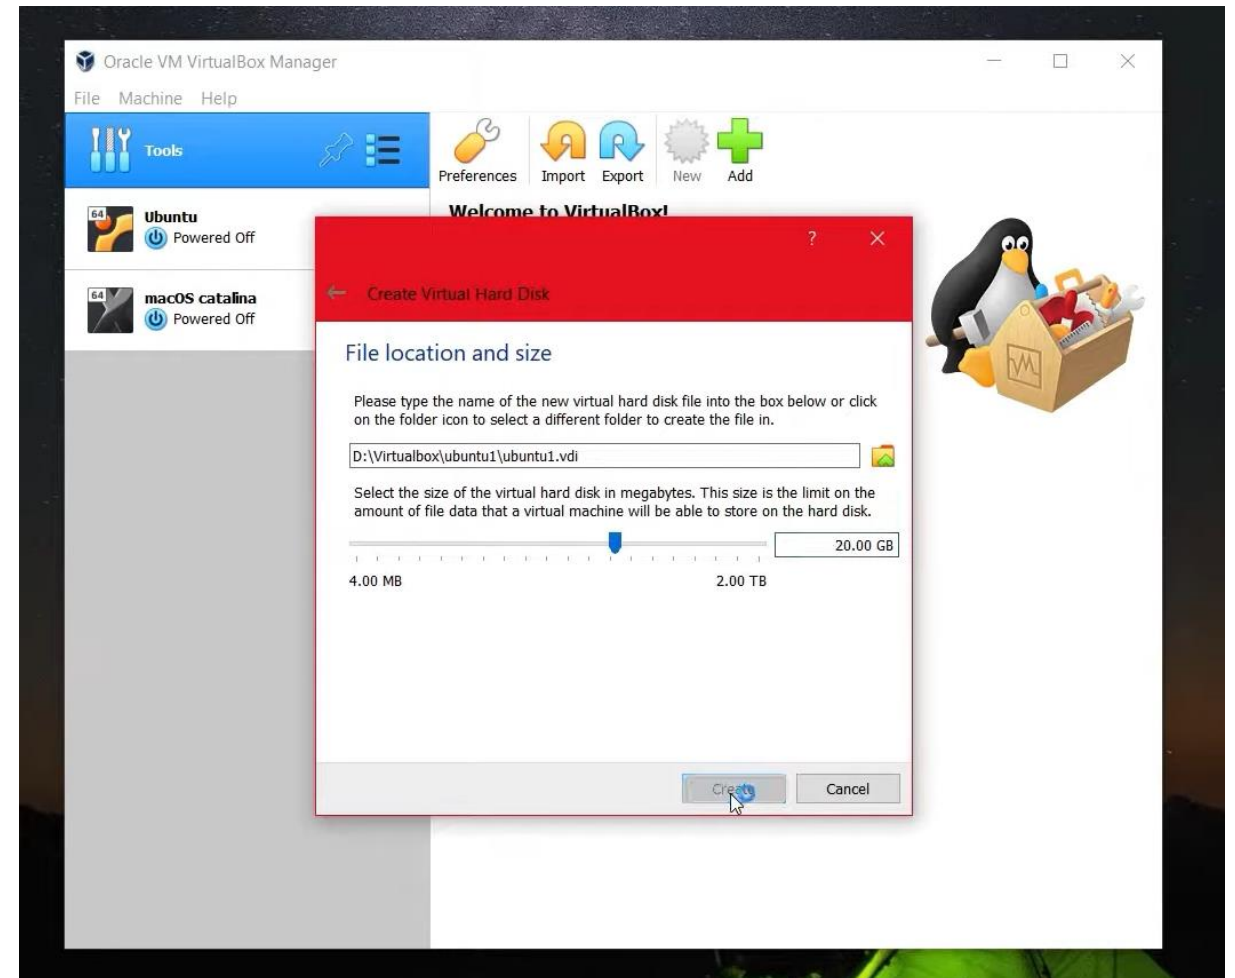 Oracle VM VirtualBox Manager
File Machine Help
Tools
Preferences Import Export New Add
64 Ubuntu
Powered Off
64 macOS catalina
Powered Off
Welcome to VirtualBox!
? 
Create Virtual Hard Disk
File location and size
Please type the name of the new virtual hard disk file into the box below or click
on the folder icon to select a different folder to create the file in.
D:\Virtualbox\ubuntu1\ubuntu1.vdi
Select the size of the virtual hard disk in megabytes. This size is the limit on the
amount of file data that a virtual machine will be able to store on the hard disk.
20.00 GB
4.00 MB 2.00 TB
Create Cancel